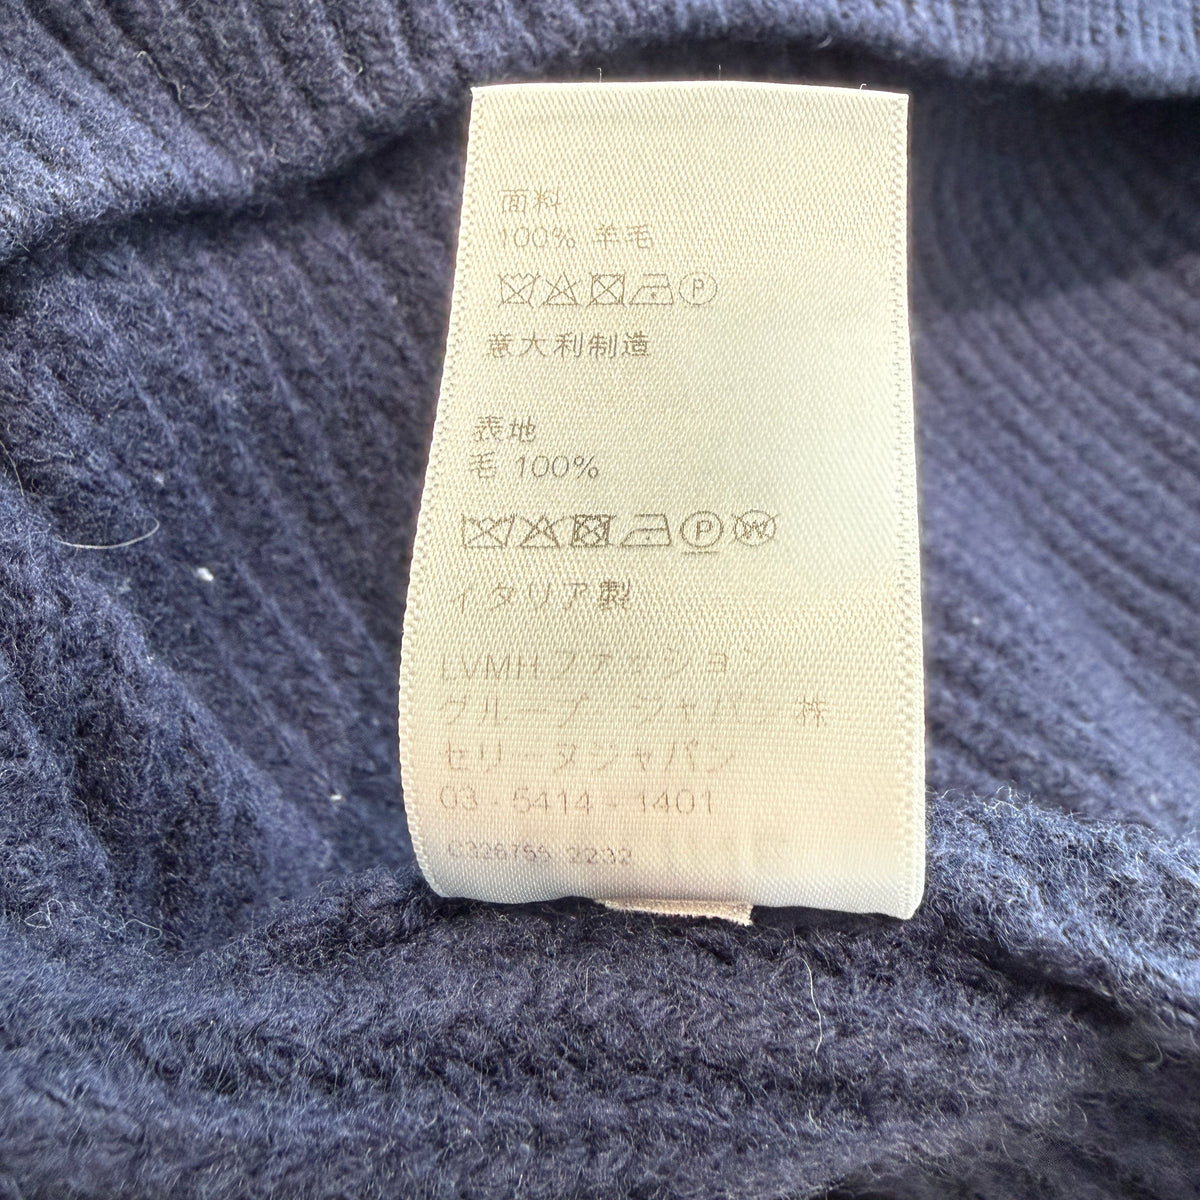 面料
100% 羊毛
意大利制造
表地
毛 100%
イタリア製
LVMHファッション
グループ ジャパン 株
セリーヌジャパン
03 - 5414 - 1401
2232